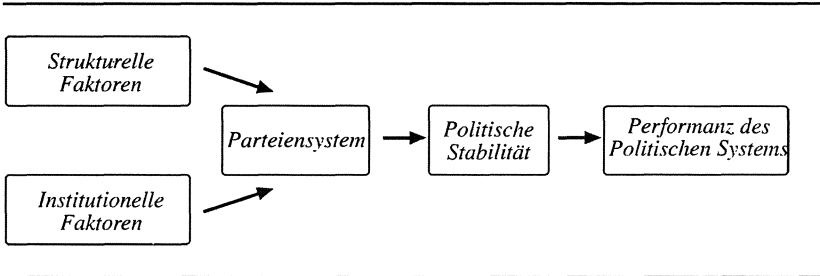 Strukturelle
Faktoren
Parteiensystem
Politische
Stabilität
Performanz des
Politischen Systems
Institutionelle
Faktoren